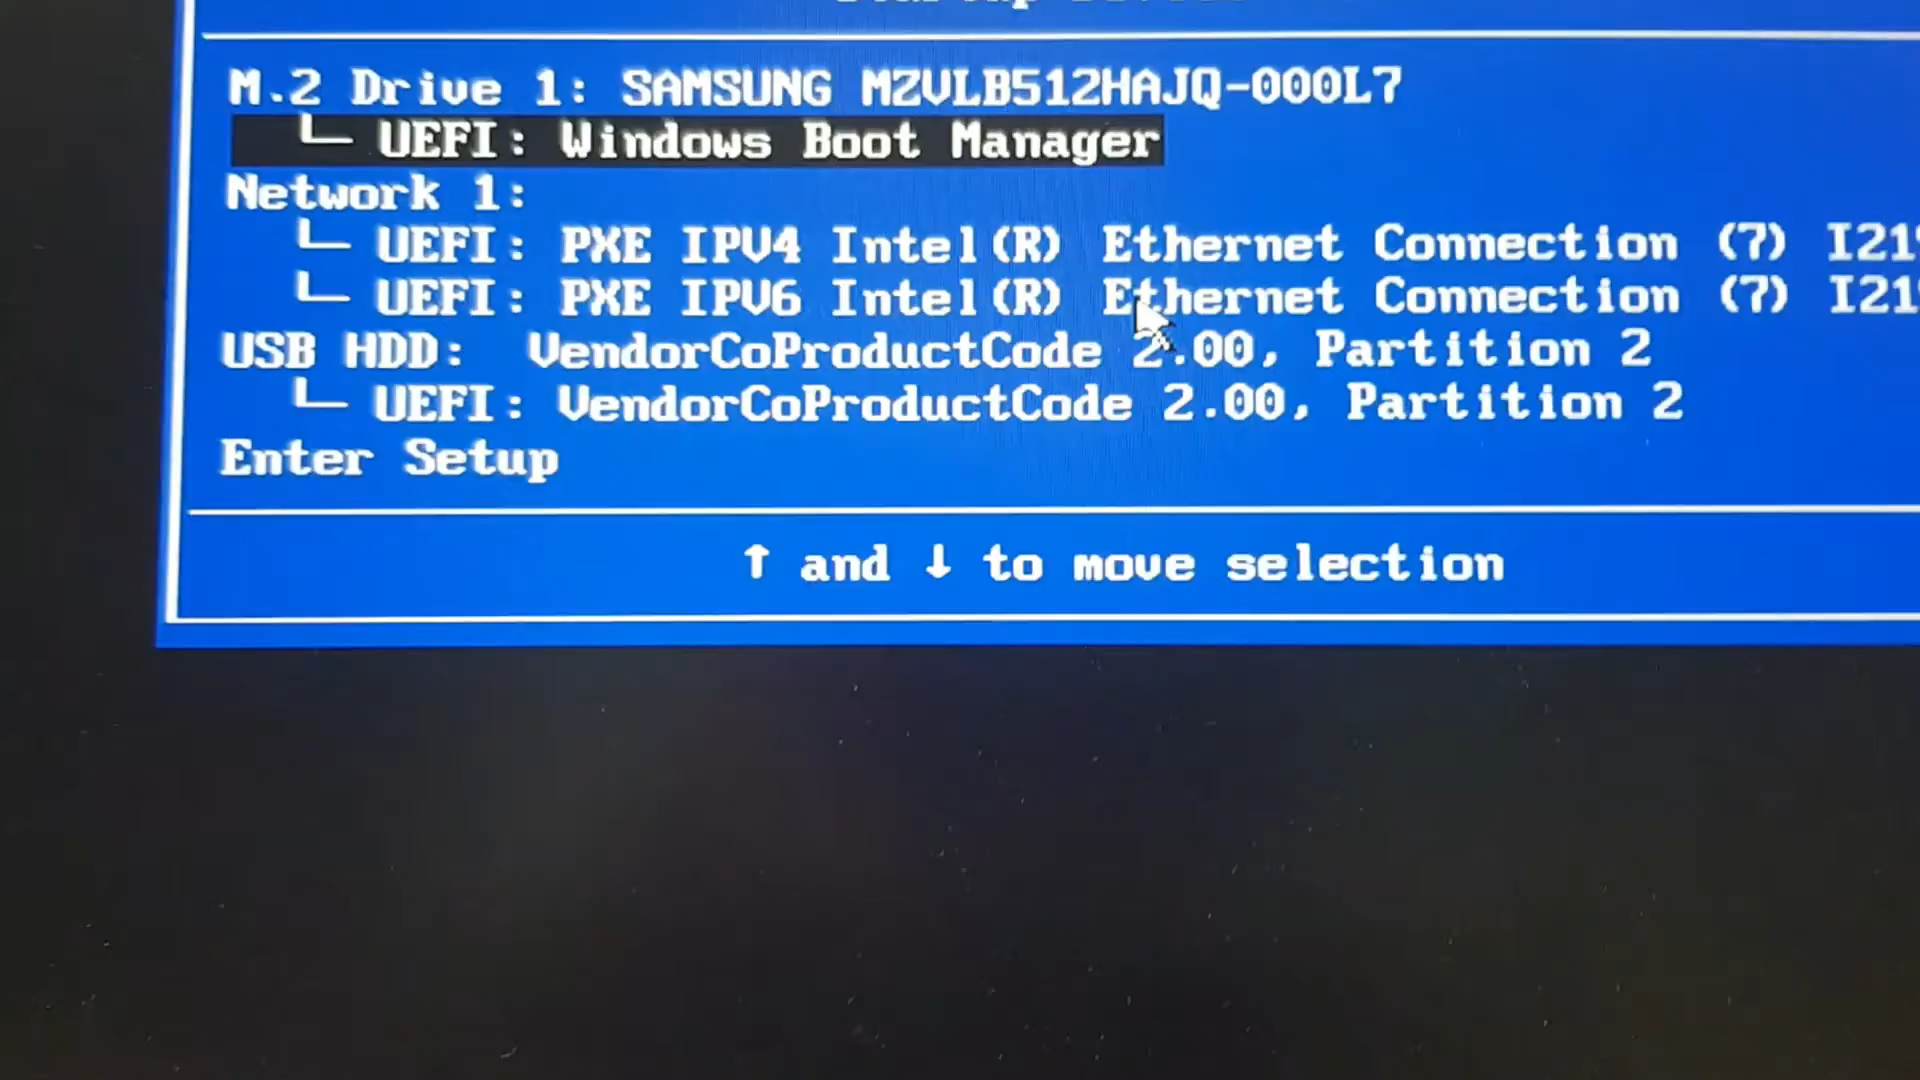 M.2 Drive 1: SAMSUNG MZVLB512HAJQ-000L7
UEFI: Windows Boot Manager
Network 1:
UEFI: PXE IPV4 Intel(R) Ethernet Connection (7) I219
UEFI: PXE IPV6 Intel(R) Ethernet Connection (7) I219
USB HDD: VendorCoProductCode 2.00, Partition 2
UEFI: VendorCoProductCode 2.00, Partition 2
Enter Setup
↑ and ↓ to move selection